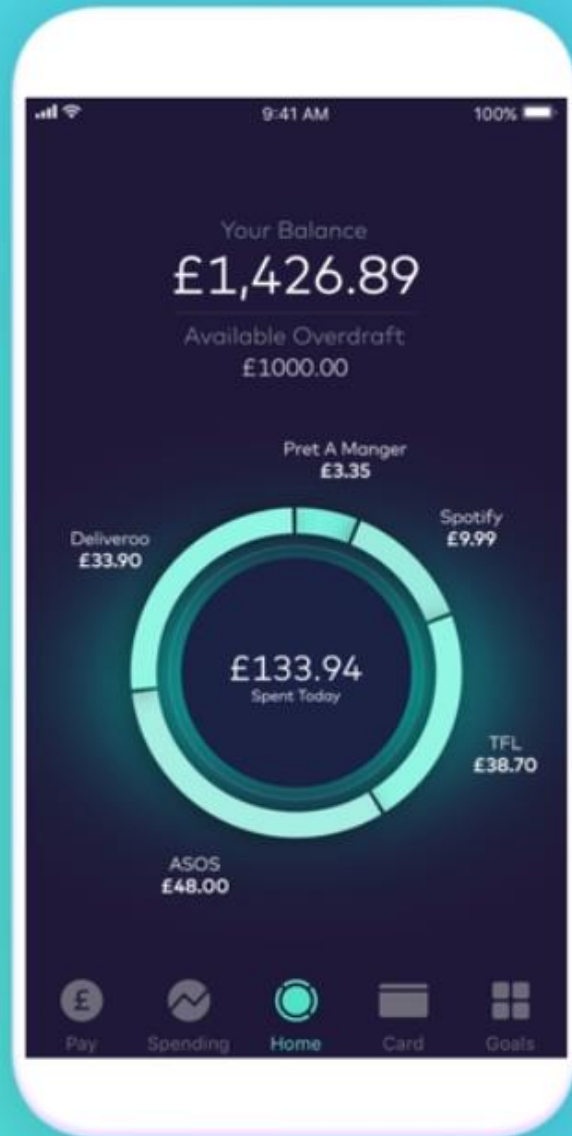 9:41 AM
100%
Your Balance
£1,426.89
Available Overdraft
£1000.00
Pret A Manger
£3.35
Spotify
£9.99
Deliveroo
£33.90
£133.94
Spent Today
TFL
£38.70
ASOS
£48.00
£
Pay
Spending
Home
Card
Goals